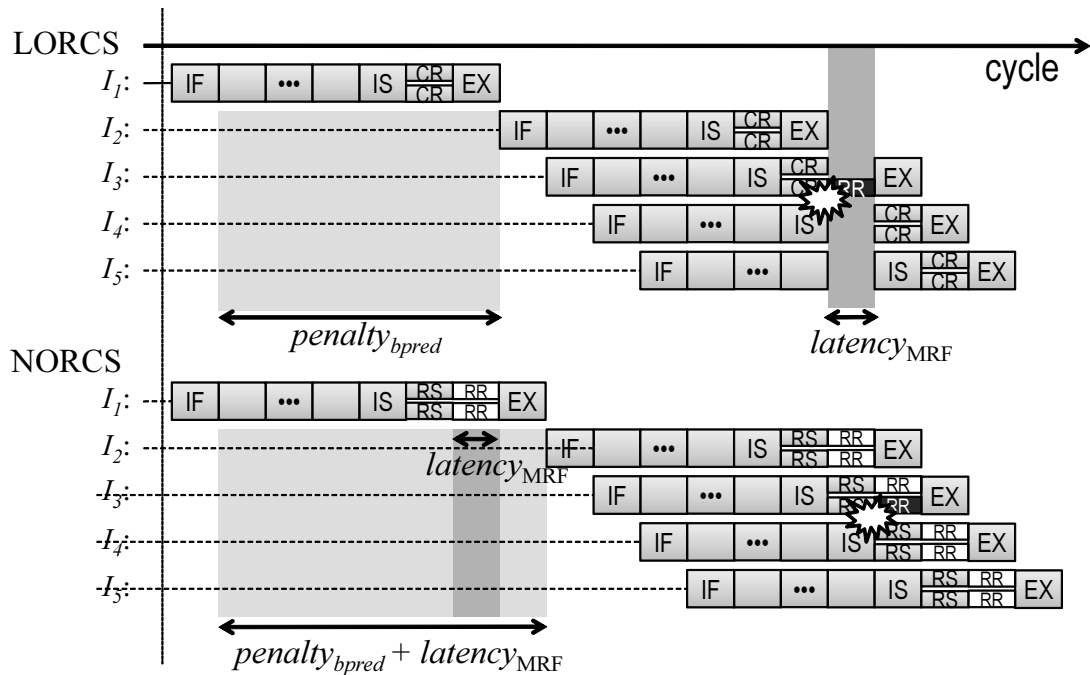 LORCS
cycle
I1: IF ••• IS CR CR EX
I2: IF ••• IS CR CR EX
I3: IF ••• IS CR CR RR EX
I4: IF ••• IS CR CR EX
I5: IF ••• IS CR CR EX
penaltybpred
latencyMRF
NORCS
I1: IF ••• IS RS RS RR RR EX
latencyMRF
I2: IF ••• IS RS RS RR RR EX
I3: IF ••• IS RS RS RR RR EX
I4: IF ••• IS RS RS RR RR EX
I5: IF ••• IS RS RS RR RR EX
penaltybpred + latencyMRF